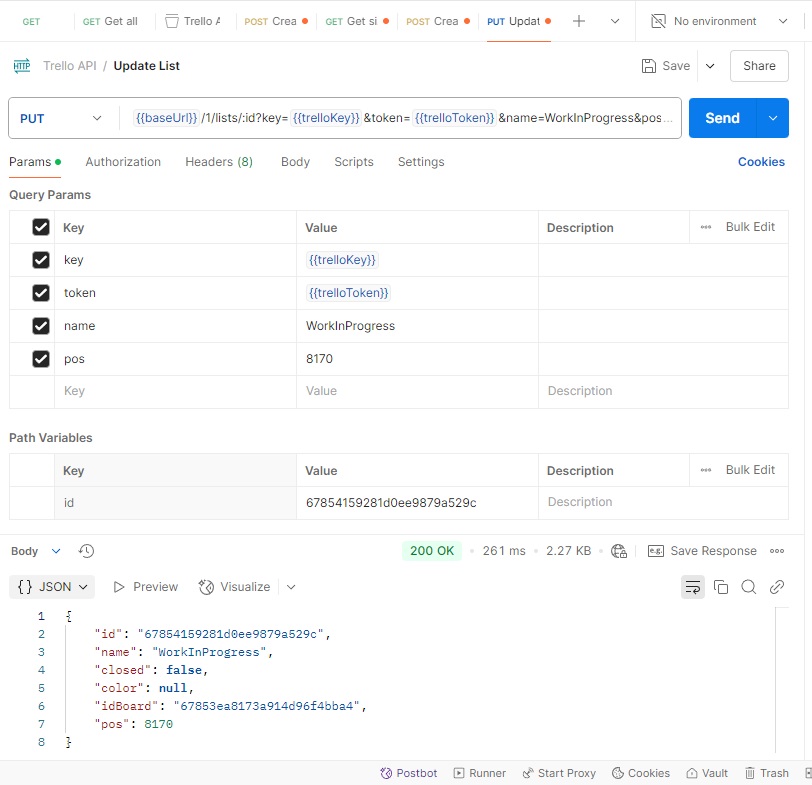 GET GET Get all Trello A POST Crea GET Get si POST Crea PUT Updat No environment
HTTP Trello API / Update List Save Share
PUT {{baseUrl}} /1/lists/:id?key= {{trelloKey}} &token= {{trelloToken}} &name=WorkInProgress&pos... Send
Params Authorization Headers (8) Body Scripts Settings Cookies
Query Params
Key Value Description Bulk Edit
key {{trelloKey}}
token {{trelloToken}}
name WorkInProgress
pos 8170
Key Value Description
Path Variables
Key Value Description Bulk Edit
id 67854159281d0ee9879a529c Description
Body 200 OK 261 ms 2.27 KB e.g. Save Response
{} JSON Preview Visualize
1 {
2 "id": "67854159281d0ee9879a529c",
3 "name": "WorkInProgress",
4 "closed": false,
5 "color": null,
6 "idBoard": "67853ea8173a914d96f4bba4",
7 "pos": 8170
8 }
Postbot Runner Start Proxy Cookies Vault Trash